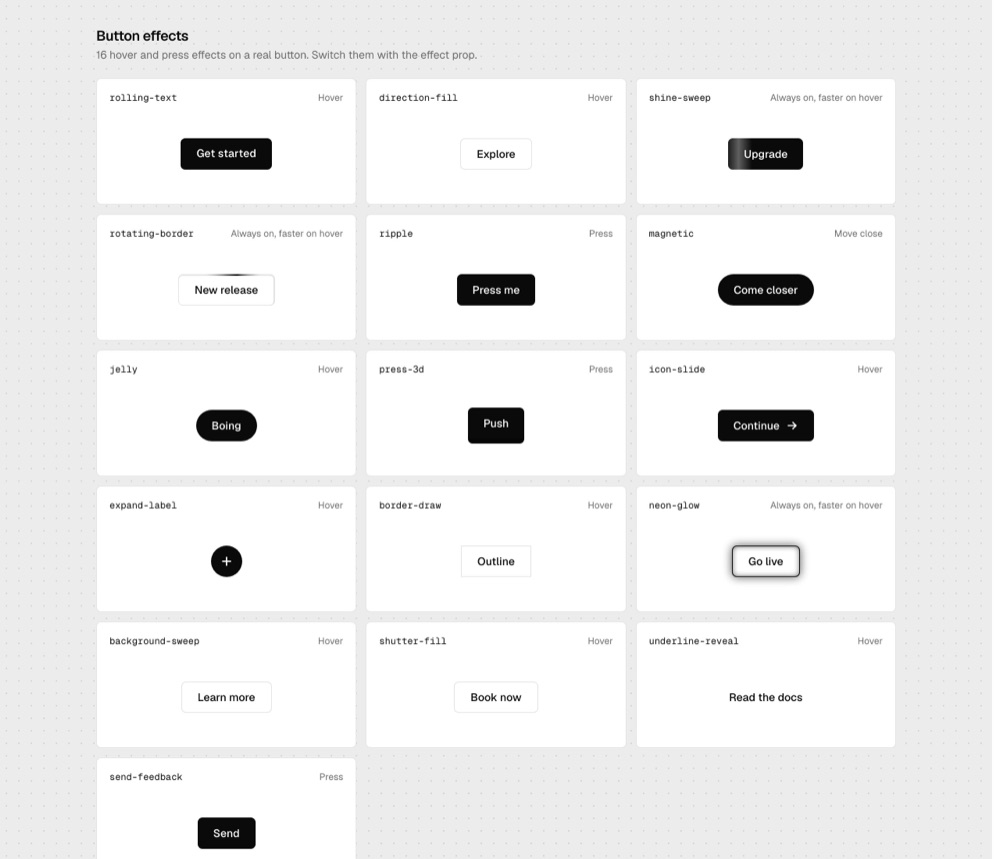 Button effects
16 hover and press effects on a real button. Switch them with the effect prop.
rolling-text Hover
Get started
direction-fill Hover
Explore
shine-sweep Always on, faster on hover
Upgrade
rotating-border Always on, faster on hover
New release
ripple Press
Press me
magnetic Move close
Come closer
jelly Hover
Boing
press-3d Press
Push
icon-slide Hover
Continue →
expand-label Hover
+
border-draw Hover
Outline
neon-glow Always on, faster on hover
Go live
background-sweep Hover
Learn more
shutter-fill Hover
Book now
underline-reveal Hover
Read the docs
send-feedback Press
Send